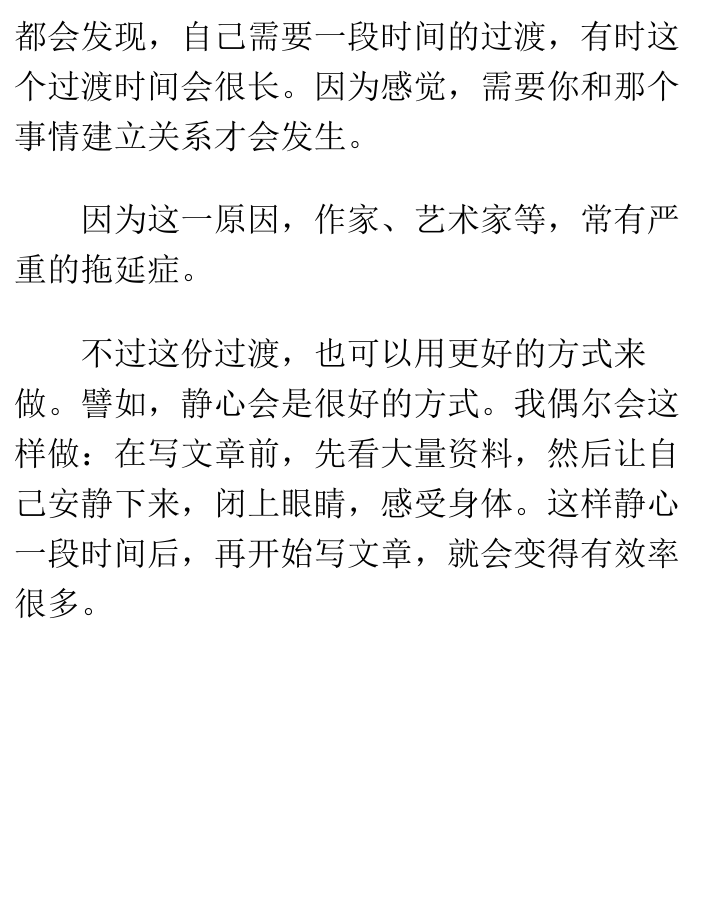 都会发现，自己需要一段时间的过渡，有时这
个过渡时间会很长。因为感觉，需要你和那个
事情建立关系才会发生。
因为这一原因，作家、艺术家等，常有严
重的拖延症。
不过这份过渡，也可以用更好的方式来
做。譬如，静心会是很好的方式。我偶尔会这
样做：在写文章前，先看大量资料，然后让自
己安静下来，闭上眼睛，感受身体。这样静心
一段时间后，再开始写文章，就会变得有效率
很多。